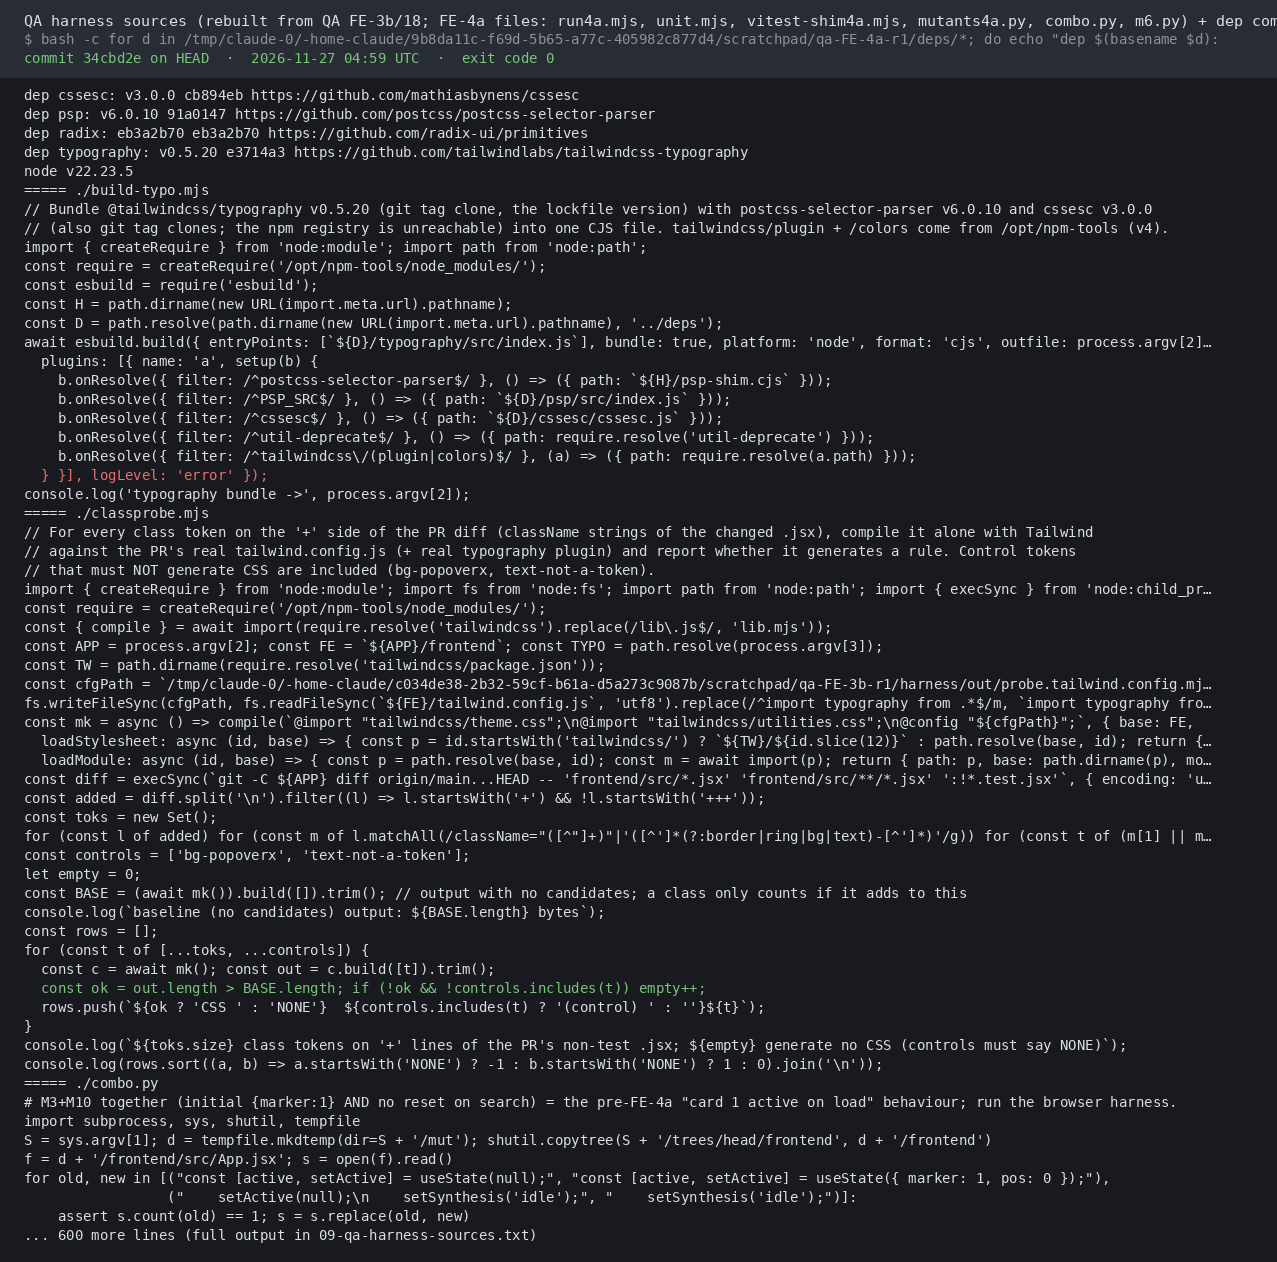 QA harness sources (rebuilt from QA FE-3b/18; FE-4a files: run4a.mjs, unit.mjs, vitest-shim4a.mjs, mutants4a.py, combo.py, m6.py) + dep com
$ bash -c for d in /tmp/claude-0/-home-claude/9b8da11c-f69d-5b65-a77c-405982c877d4/scratchpad/qa-FE-4a-r1/deps/*; do echo "dep $(basename $d):
commit 34cbd2e on HEAD  ·  2026-11-27 04:59 UTC  ·  exit code 0
dep cssesc: v3.0.0 cb894eb https://github.com/mathiasbynens/cssesc
dep psp: v6.0.10 91a0147 https://github.com/postcss/postcss-selector-parser
dep radix: eb3a2b70 eb3a2b70 https://github.com/radix-ui/primitives
dep typography: v0.5.20 e3714a3 https://github.com/tailwindlabs/tailwindcss-typography
node v22.23.5
===== ./build-typo.mjs
// Bundle @tailwindcss/typography v0.5.20 (git tag clone, the lockfile version) with postcss-selector-parser v6.0.10 and cssesc v3.0.0
// (also git tag clones; the npm registry is unreachable) into one CJS file. tailwindcss/plugin + /colors come from /opt/npm-tools (v4).
import { createRequire } from 'node:module'; import path from 'node:path';
const require = createRequire('/opt/npm-tools/node_modules/');
const esbuild = require('esbuild');
const H = path.dirname(new URL(import.meta.url).pathname);
const D = path.resolve(path.dirname(new URL(import.meta.url).pathname), '../deps');
await esbuild.build({ entryPoints: [`${D}/typography/src/index.js`], bundle: true, platform: 'node', format: 'cjs', outfile: process.argv[2]…
  plugins: [{ name: 'a', setup(b) {
    b.onResolve({ filter: /^postcss-selector-parser$/ }, () => ({ path: `${H}/psp-shim.cjs` }));
    b.onResolve({ filter: /^PSP_SRC$/ }, () => ({ path: `${D}/psp/src/index.js` }));
    b.onResolve({ filter: /^cssesc$/ }, () => ({ path: `${D}/cssesc/cssesc.js` }));
    b.onResolve({ filter: /^util-deprecate$/ }, () => ({ path: require.resolve('util-deprecate') }));
    b.onResolve({ filter: /^tailwindcss\/(plugin|colors)$/ }, (a) => ({ path: require.resolve(a.path) }));
  } }], logLevel: 'error' });
console.log('typography bundle ->', process.argv[2]);
===== ./classprobe.mjs
// For every class token on the '+' side of the PR diff (className strings of the changed .jsx), compile it alone with Tailwind
// against the PR's real tailwind.config.js (+ real typography plugin) and report whether it generates a rule. Control tokens
// that must NOT generate CSS are included (bg-popoverx, text-not-a-token).
import { createRequire } from 'node:module'; import fs from 'node:fs'; import path from 'node:path'; import { execSync } from 'node:child_pr…
const require = createRequire('/opt/npm-tools/node_modules/');
const { compile } = await import(require.resolve('tailwindcss').replace(/lib\.js$/, 'lib.mjs'));
const APP = process.argv[2]; const FE = `${APP}/frontend`; const TYPO = path.resolve(process.argv[3]);
const TW = path.dirname(require.resolve('tailwindcss/package.json'));
const cfgPath = `/tmp/claude-0/-home-claude/c034de38-2b32-59cf-b61a-d5a273c9087b/scratchpad/qa-FE-3b-r1/harness/out/probe.tailwind.config.mj…
fs.writeFileSync(cfgPath, fs.readFileSync(`${FE}/tailwind.config.js`, 'utf8').replace(/^import typography from .*$/m, `import typography fro…
const mk = async () => compile(`@import "tailwindcss/theme.css";\n@import "tailwindcss/utilities.css";\n@config "${cfgPath}";`, { base: FE,
  loadStylesheet: async (id, base) => { const p = id.startsWith('tailwindcss/') ? `${TW}/${id.slice(12)}` : path.resolve(base, id); return {…
  loadModule: async (id, base) => { const p = path.resolve(base, id); const m = await import(p); return { path: p, base: path.dirname(p), mo…
const diff = execSync(`git -C ${APP} diff origin/main...HEAD -- 'frontend/src/*.jsx' 'frontend/src/**/*.jsx' ':!*.test.jsx'`, { encoding: 'u…
const added = diff.split('\n').filter((l) => l.startsWith('+') && !l.startsWith('+++'));
const toks = new Set();
for (const l of added) for (const m of l.matchAll(/className="([^"]+)"|'([^']*(?:border|ring|bg|text)-[^']*)'/g)) for (const t of (m[1] || m…
const controls = ['bg-popoverx', 'text-not-a-token'];
let empty = 0;
const BASE = (await mk()).build([]).trim(); // output with no candidates; a class only counts if it adds to this
console.log(`baseline (no candidates) output: ${BASE.length} bytes`);
const rows = [];
for (const t of [...toks, ...controls]) {
  const c = await mk(); const out = c.build([t]).trim();
  const ok = out.length > BASE.length; if (!ok && !controls.includes(t)) empty++;
  rows.push(`${ok ? 'CSS ' : 'NONE'}  ${controls.includes(t) ? '(control) ' : ''}${t}`);
}
console.log(`${toks.size} class tokens on '+' lines of the PR's non-test .jsx; ${empty} generate no CSS (controls must say NONE)`);
console.log(rows.sort((a, b) => a.startsWith('NONE') ? -1 : b.startsWith('NONE') ? 1 : 0).join('\n'));
===== ./combo.py
# M3+M10 together (initial {marker:1} AND no reset on search) = the pre-FE-4a "card 1 active on load" behaviour; run the browser harness.
import subprocess, sys, shutil, tempfile
S = sys.argv[1]; d = tempfile.mkdtemp(dir=S + '/mut'); shutil.copytree(S + '/trees/head/frontend', d + '/frontend')
f = d + '/frontend/src/App.jsx'; s = open(f).read()
for old, new in [("const [active, setActive] = useState(null);", "const [active, setActive] = useState({ marker: 1, pos: 0 });"),
                 ("    setActive(null);\n    setSynthesis('idle');", "    setSynthesis('idle');")]:
    assert s.count(old) == 1; s = s.replace(old, new)
... 600 more lines (full output in 09-qa-harness-sources.txt)